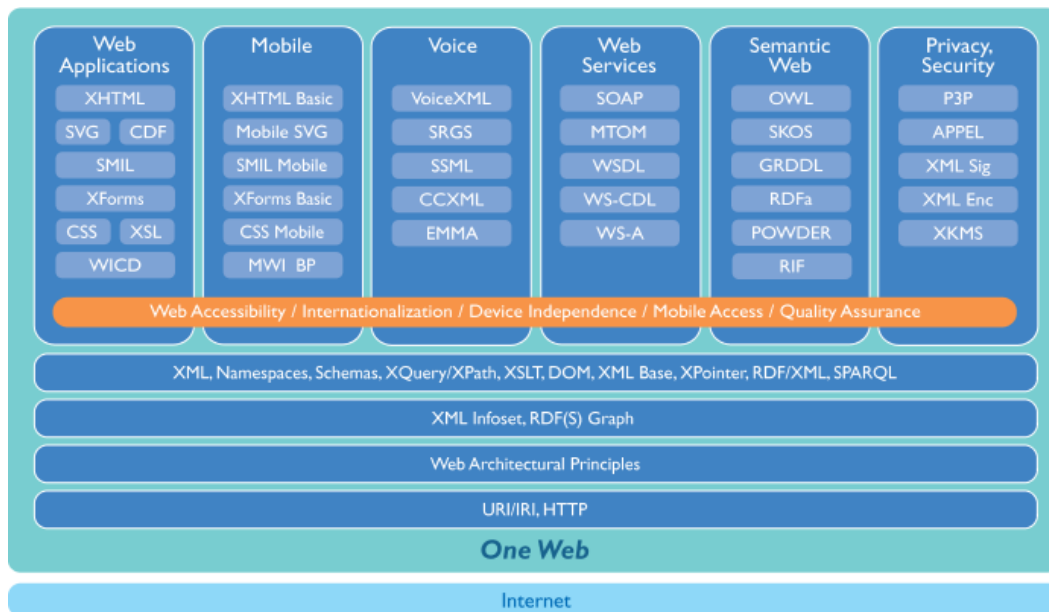 Web
Applications
XHTML
SVG CDF
SMIL
XForms
CSS XSL
WICD
Mobile
XHTML Basic
Mobile SVG
SMIL Mobile
XForms Basic
CSS Mobile
MWI BP
Voice
VoiceXML
SRGS
SSML
CCXML
EMMA
Web
Services
SOAP
MTOM
WSDL
WS-CDL
WS-A
Semantic
Web
OWL
SKOS
GRDDL
RDFa
POWDER
RIF
Privacy,
Security
P3P
APPEL
XML Sig
XML Enc
XKMS
Web Accessibility / Internationalization / Device Independence / Mobile Access / Quality Assurance
XML, Namespaces, Schemas, XQuery/XPath, XSLT, DOM, XML Base, XPointer, RDF/XML, SPARQL
XML Infoset, RDF(S) Graph
Web Architectural Principles
URI/IRI, HTTP
One Web
Internet